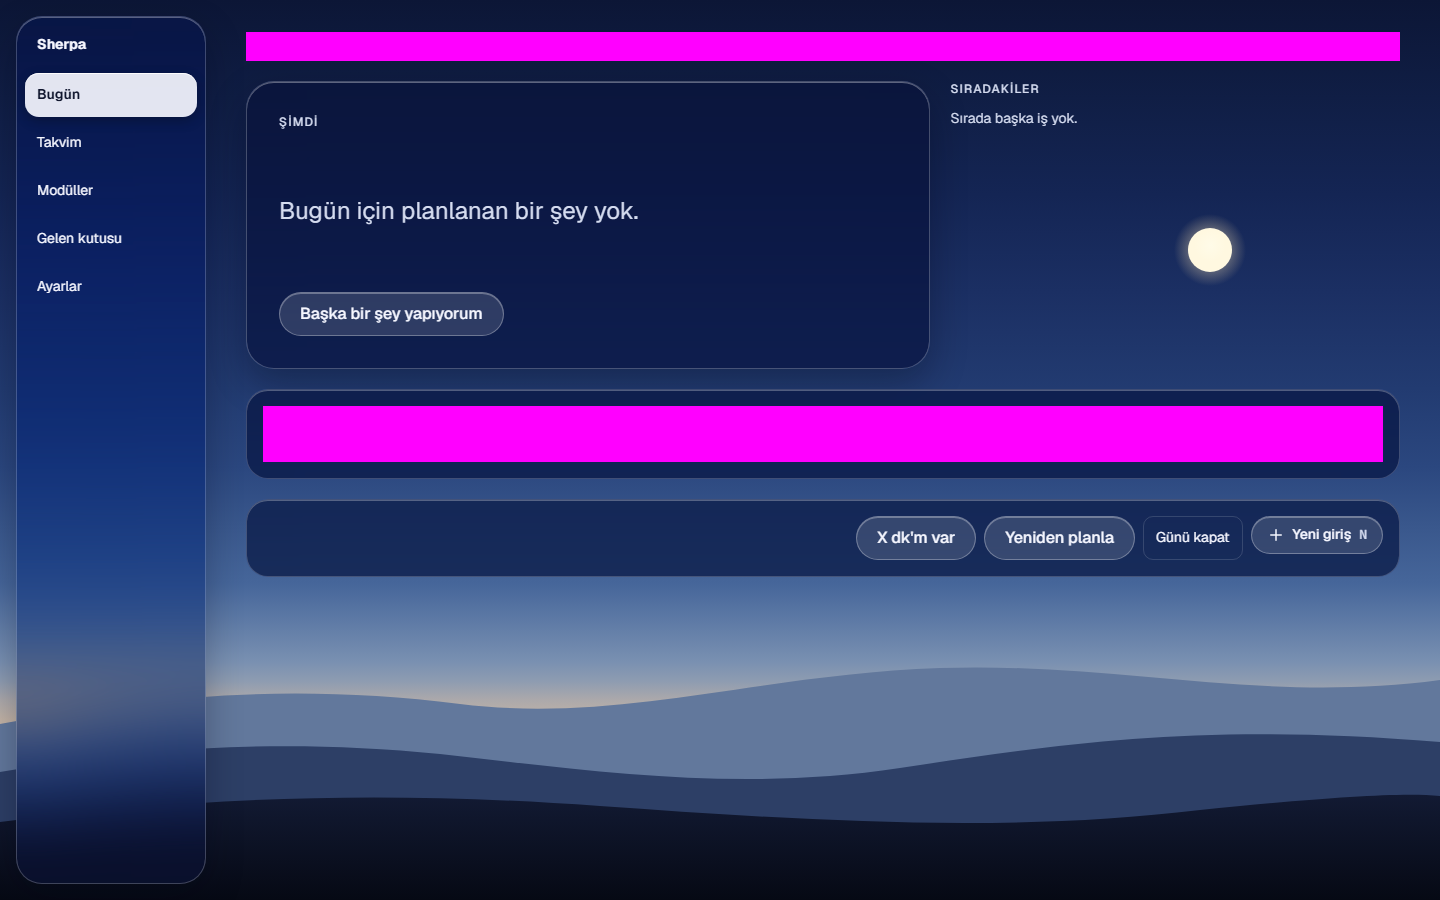 Sherpa
Bugün
Takvim
Modüller
Gelen kutusu
Ayarlar
ŞİMDİ
Bugün için planlanan bir şey yok.
Başka bir şey yapıyorum
SIRADAKİLER
Sırada başka iş yok.
X dk'm var
Yeniden planla
Günü kapat
Yeni giriş N